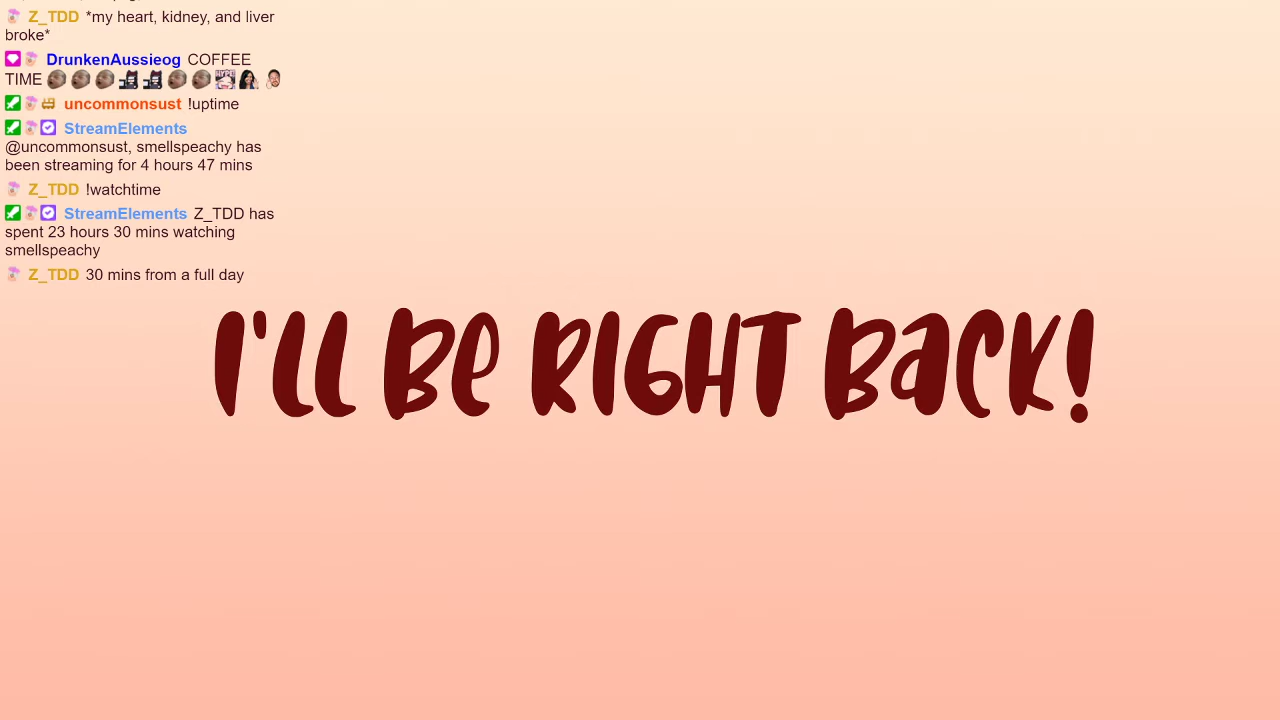 Z_TDD *my heart, kidney, and liver
broke*
DrunkenAussieog COFFEE
TIME
uncommonsust !uptime
StreamElements
@uncommonsust, smellspeachy has
been streaming for 4 hours 47 mins
Z_TDD !watchtime
StreamElements Z_TDD has
spent 23 hours 30 mins watching
smellspeachy
Z_TDD 30 mins from a full day
I'LL Be RIGHT BaCK!